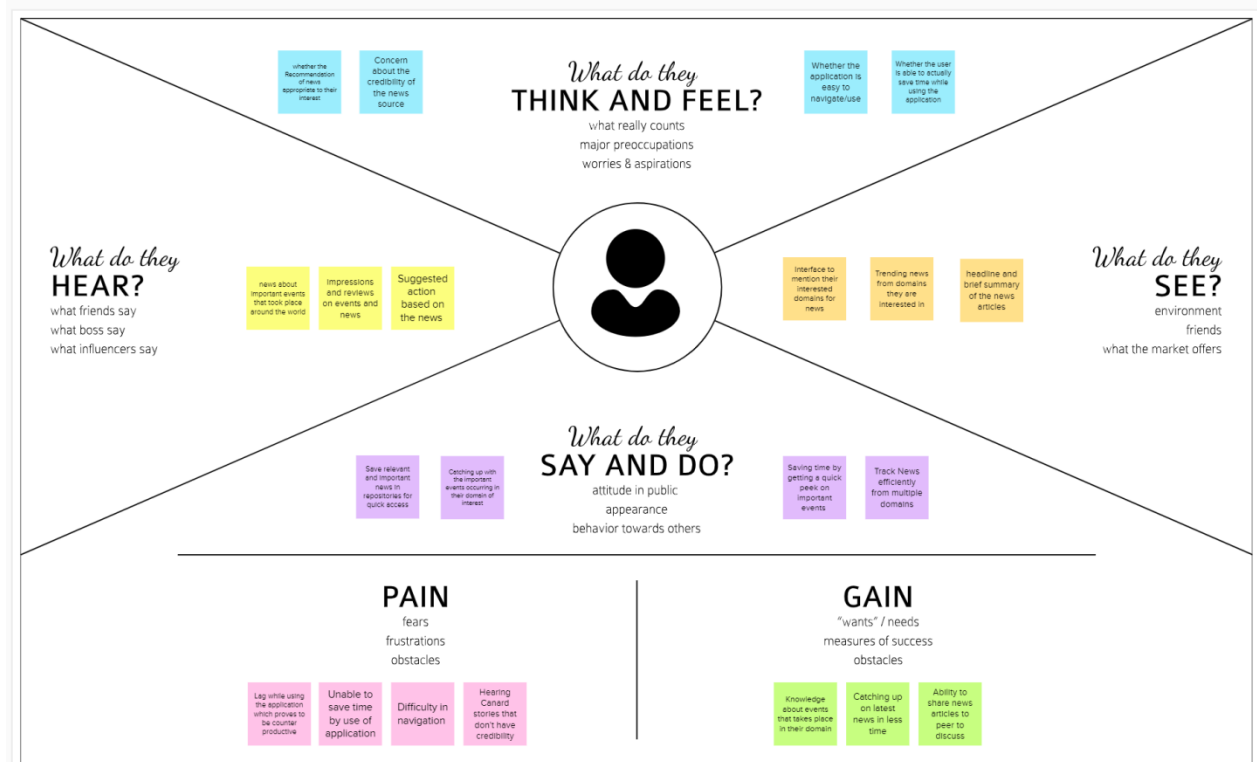 whether the
Recommendation
of news
appropriate to their
interest
Concern
about the
credibility of
the news
source
What do they
THINK AND FEEL?
what really counts
major preoccupations
worries & aspirations
Whether the
application is
easy to
navigate/use
Whether the user
is able to actually
save time while
using the
application
What do they
HEAR?
what friends say
what boss say
what influencers say
news about
important events
that took place
around the world
Impressions
and reviews
on events and
news
Suggested
action
based on
the news
Interface to
mention their
interested
domains for
news
Trending news
from domains
they are
interested in
headline and
brief summary
of the news
articles
What do they
SEE?
environment
friends
what the market offers
Save relevant
and important
news in
repositories for
quick access
Catching up with
the important
events occurring in
their domain of
interest
What do they
SAY AND DO?
attitude in public
appearance
behavior towards others
Saving time by
getting a quick
peek on
important
events
Track News
efficiently
from multiple
domains
PAIN
fears
frustrations
obstacles
Lag while using
the application
which proves to
be counter
productive
Unable to
save time
by use of
application
Difficulty in
navigation
Hearing
Canard
stories that
don't have
credibility
GAIN
"wants" / needs
measures of success
obstacles
Knowledge
about events
that takes place
in their domain
Catching up
on latest
news in less
time
Ability to
share news
articles to
peer to
discuss